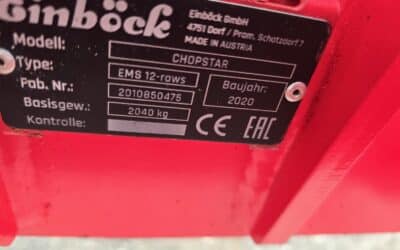 Einböck
Einböck GmbH
4751 Dorf / Pram, Schatzdorf 7
MADE IN AUSTRIA
Modell: CHOPSTAR
Type: EMS 12-rows
Fab. Nr.: 2010850475
Baujahr: 2020
Basisgew.: 2040 kg
Kontrolle:
CE EAC